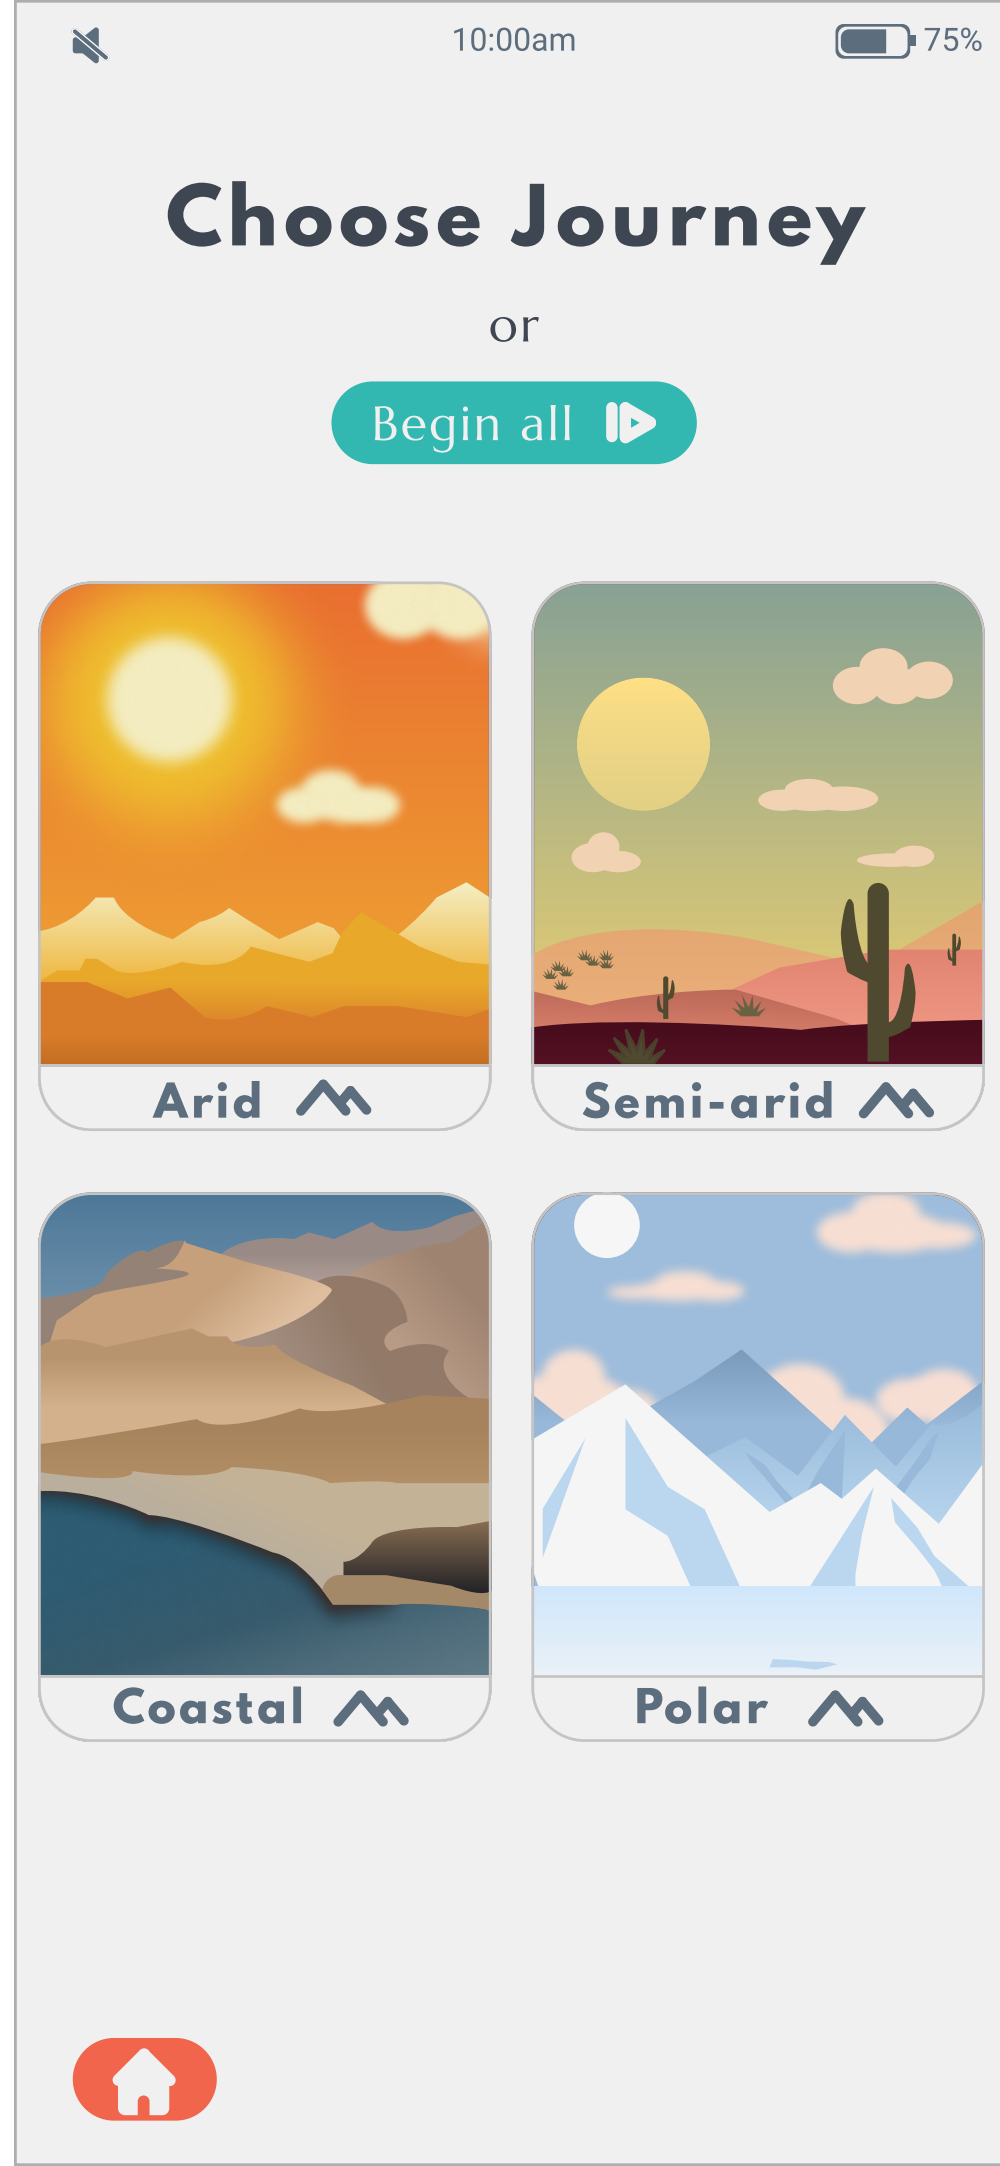 10:00am
75%
Choose Journey
or
Begin all
Arid
Semi-arid
Coastal
Polar